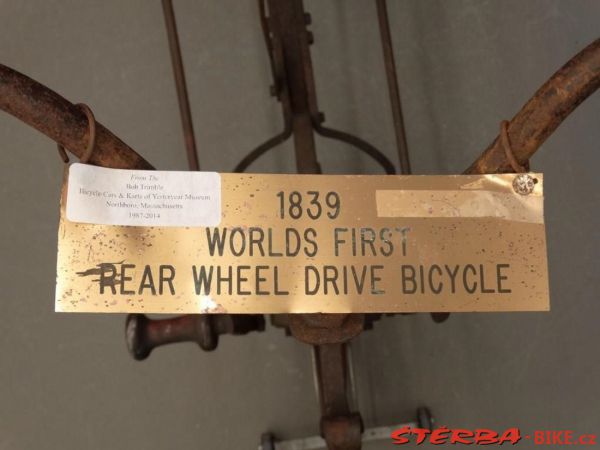 From The
Bob Trimble
Bicycle Cars & Karts of Yesteryear Museum
Northboro, Massachusetts
1987-2014
1839
WORLDS FIRST
REAR WHEEL DRIVE BICYCLE
ŠTĚRBA-BIKE.cz